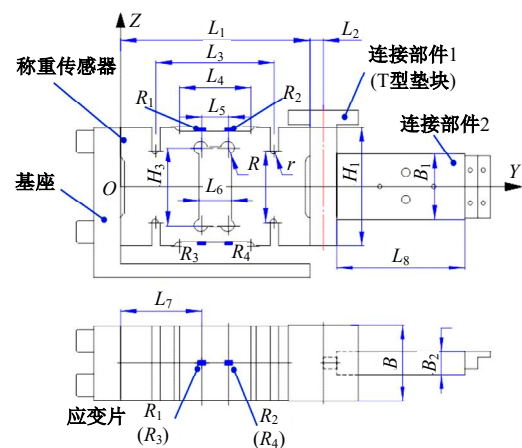 Z
L1
L2
L3
L4
L5
R1
R2
连接部件1
(T型垫块)
称重传感器
连接部件2
基座
O
H3
L6
R
r
H1
B1
Y
R3
R4
L8
L7
B
B2
应变片
R1
(R3)
R2
(R4)